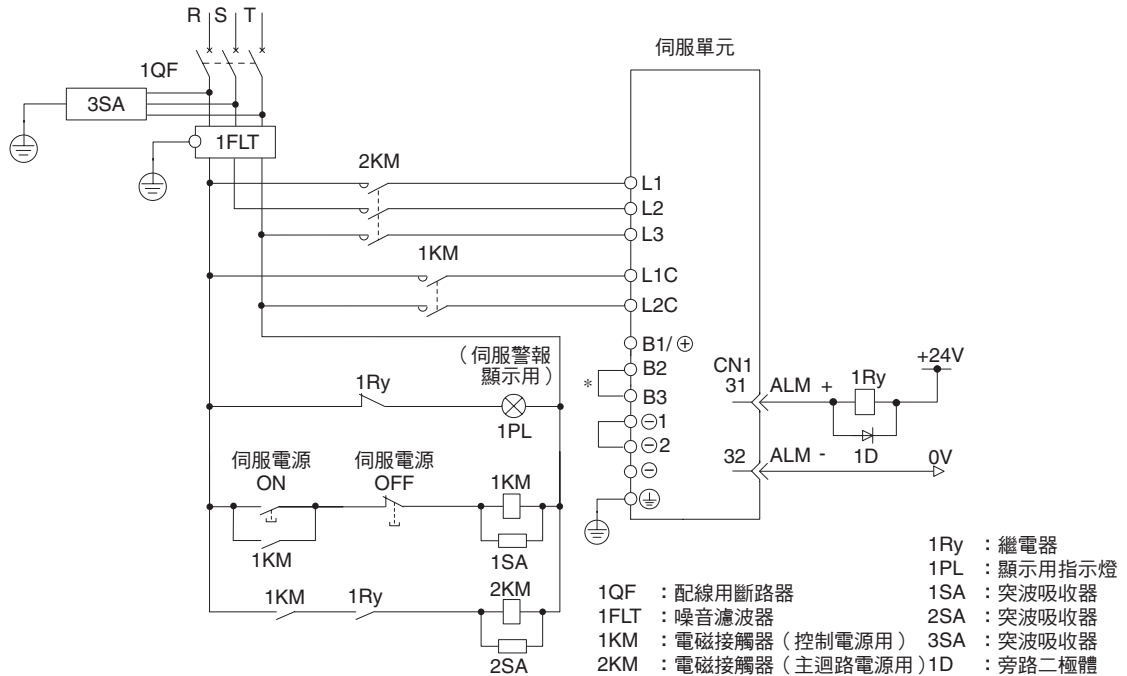 R S T
伺服單元
1QF
3SA
1FLT
2KM
L1
L2
L3
1KM
L1C
L2C
B1/⊕
(伺服警報
顯示用)
B2
*
B3
CN1
+24V
1Ry
31 ALM +
1Ry
⊖1
1PL
⊖2
32 ALM -
1D
0V
伺服電源
ON
伺服電源
OFF
⊖
1KM
1KM
1SA
2KM
1KM
1Ry
2SA
1QF :配線用斷路器
1FLT :噪音濾波器
1KM :電磁接觸器(控制電源用)
2KM :電磁接觸器(主迴路電源用)
1Ry :繼電器
1PL :顯示用指示燈
1SA :突波吸收器
2SA :突波吸收器
3SA :突波吸收器
1D :旁路二極體